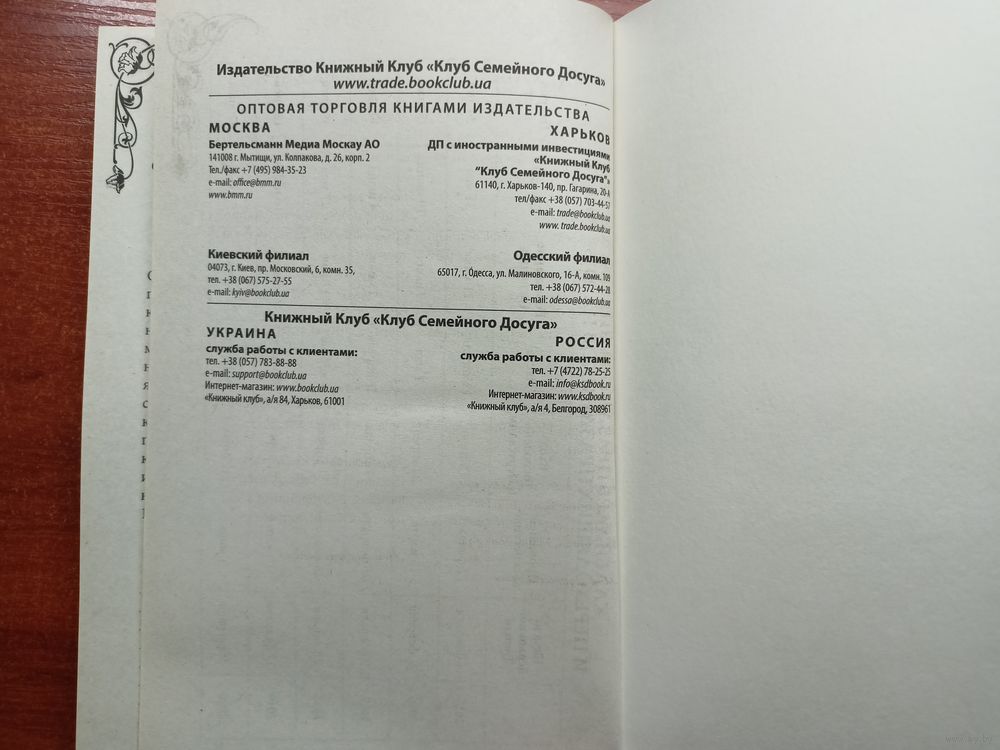 Издательство Книжный Клуб «Клуб Семейного Досуга»
www.trade.bookclub.ua
ОПТОВАЯ ТОРГОВЛЯ КНИГАМИ ИЗДАТЕЛЬСТВА
МОСКВА
Бертельсманн Медиа Москау АО
141008 г. Мытищи, ул. Колпакова, д. 26, корп. 2
Тел./факс +7 (495) 984-35-23
e-mail: office@bmm.ru
www.bmm.ru
ХАРЬКОВ
ДП с иностранными инвестициями
«Книжный Клуб
"Клуб Семейного Досуга"»
61140, г. Харьков-140, пр. Гагарина, 20-А
тел/факс +38 (057) 703-44-57
e-mail: trade@bookclub.ua
www. trade.bookclub.ua
Киевский филиал
04073, г. Киев, пр. Московский, 6, комн. 35,
тел. +38 (067) 575-27-55
e-mail: kyiv@bookclub.ua
Одесский филиал
65017, г. Одесса, ул. Малиновского, 16-А, комн. 109
тел. +38 (067) 572-44-28
e-mail: odessa@bookclub.ua
Книжный Клуб «Клуб Семейного Досуга»
УКРАИНА
служба работы с клиентами:
тел. +38 (057) 783-88-88
e-mail: support@bookclub.ua
Интернет-магазин: www.bookclub.ua
«Книжный клуб», а/я 84, Харьков, 61001
РОССИЯ
служба работы с клиентами:
тел. +7 (4722) 78-25-25
e-mail: info@ksdbook.ru
Интернет-магазин: www.ksdbook.ru
«Книжный клуб», а/я 4, Белгород, 308961